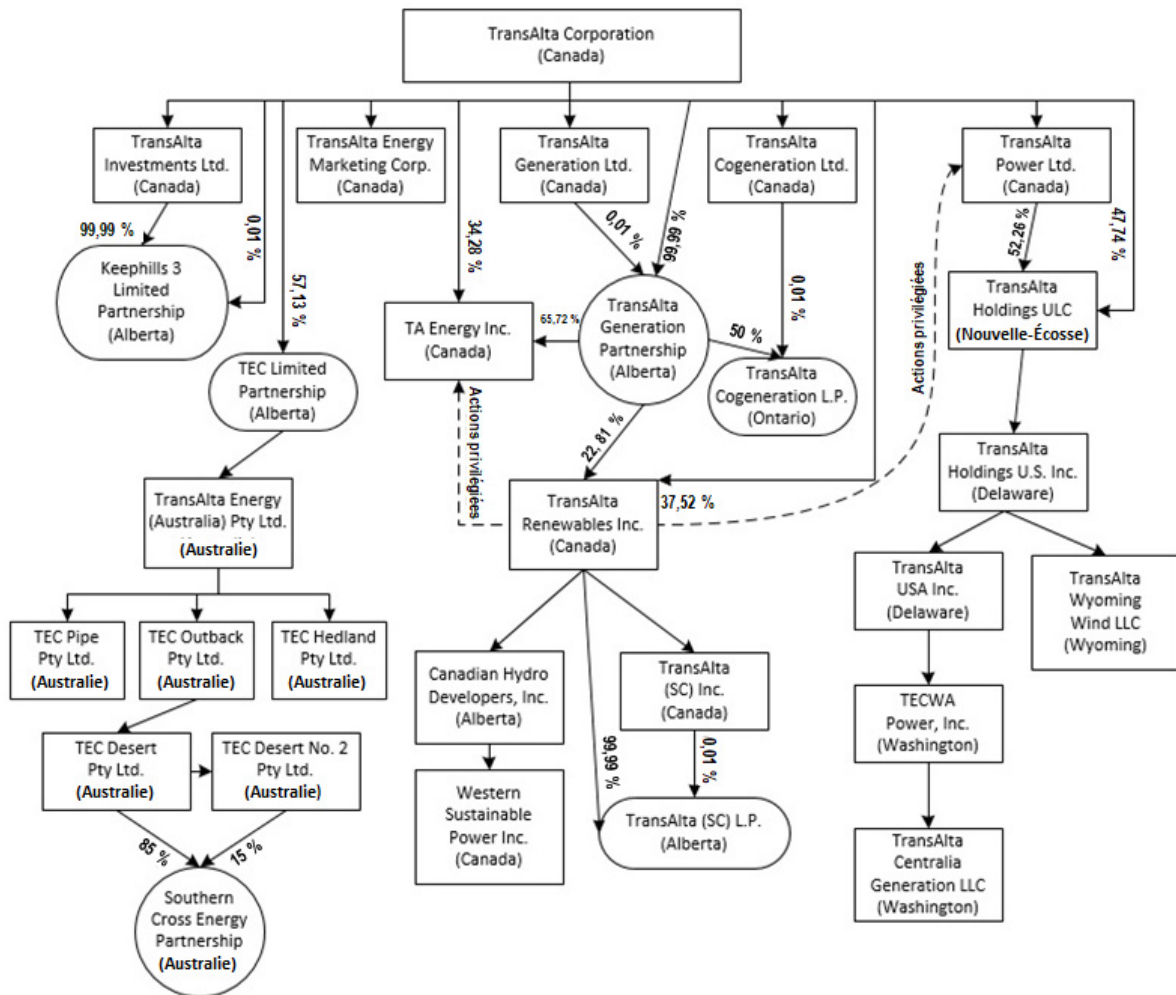 TransAlta Corporation
(Canada)
TransAlta
Investments Ltd.
(Canada)
TransAlta Energy
Marketing Corp.
(Canada)
TransAlta
Generation Ltd.
(Canada)
TransAlta
Cogeneration Ltd.
(Canada)
TransAlta
Power Ltd.
(Canada)
99,99 %
0,01 %
57,13 %
34,28 %
0,01 %
99,99 %
0,01 %
52,26 %
47,74 %
Keephills 3
Limited
Partnership
(Alberta)
TEC Limited
Partnership
(Alberta)
TA Energy Inc.
(Canada)
65,72 %
TransAlta
Generation
Partnership
(Alberta)
50 %
TransAlta
Cogeneration L.P.
(Ontario)
Actions privilégiées
TransAlta
Holdings ULC
(Nouvelle-Écosse)
Actions
privilégiées
22, 81 %
37,52 %
TransAlta Energy
(Australia) Pty Ltd.
(Australie)
TransAlta
Renewables Inc.
(Canada)
TransAlta
Holdings U.S. Inc.
(Delaware)
TEC Pipe
Pty Ltd.
(Australie)
TEC Outback
Pty Ltd.
(Australie)
TEC Hedland
Pty Ltd.
(Australie)
Canadian Hydro
Developers, Inc.
(Alberta)
TransAlta
(SC) Inc.
(Canada)
TransAlta
USA Inc.
(Delaware)
TransAlta
Wyoming
Wind LLC
(Wyoming)
TEC Desert
Pty Ltd.
(Australie)
TEC Desert No. 2
Pty Ltd.
(Australie)
99,99 %
0,01 %
TECWA
Power, Inc.
(Washington)
Western
Sustainable
Power Inc.
(Canada)
TransAlta (SC) L.P.
(Alberta)
85 %
15 %
TransAlta
Centralia
Generation LLC
(Washington)
Southern
Cross Energy
Partnership
(Australie)